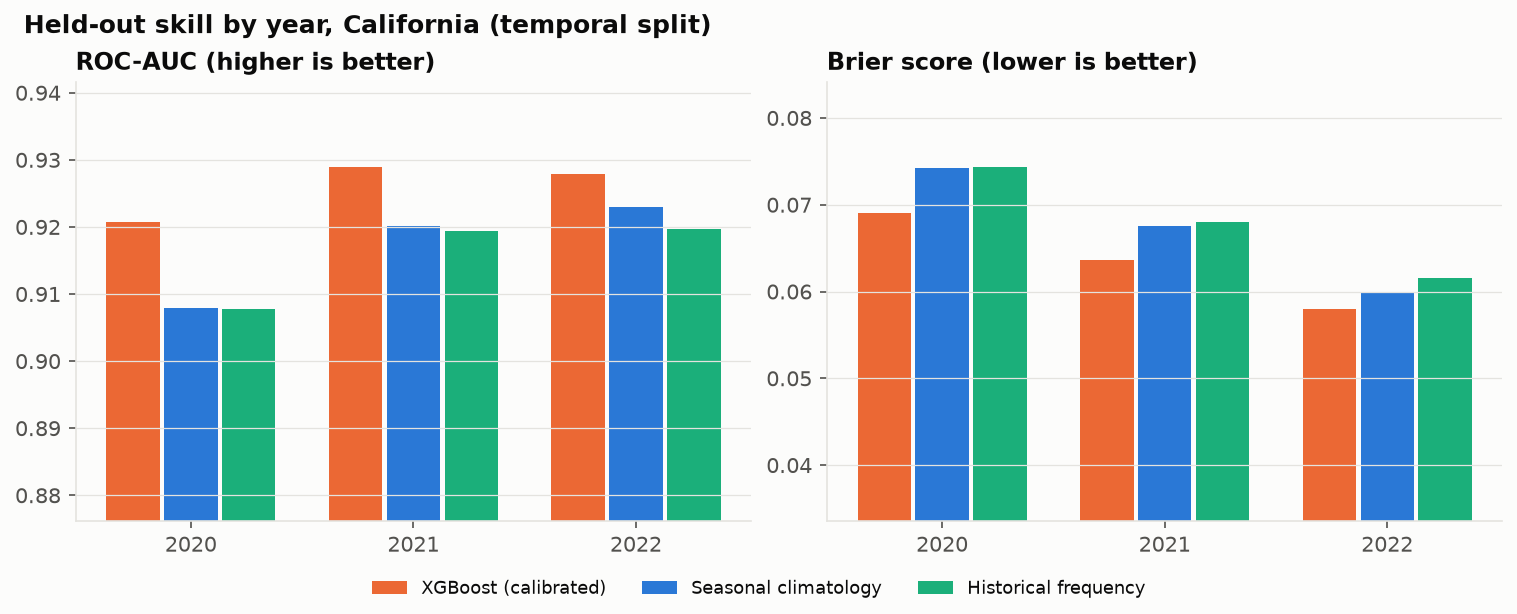 Held-out skill by year, California (temporal split)
ROC-AUC (higher is better)
0.94
0.93
0.92
0.91
0.90
0.89
0.88
2020 2021 2022
Brier score (lower is better)
0.08
0.07
0.06
0.05
0.04
2020 2021 2022
XGBoost (calibrated) Seasonal climatology Historical frequency